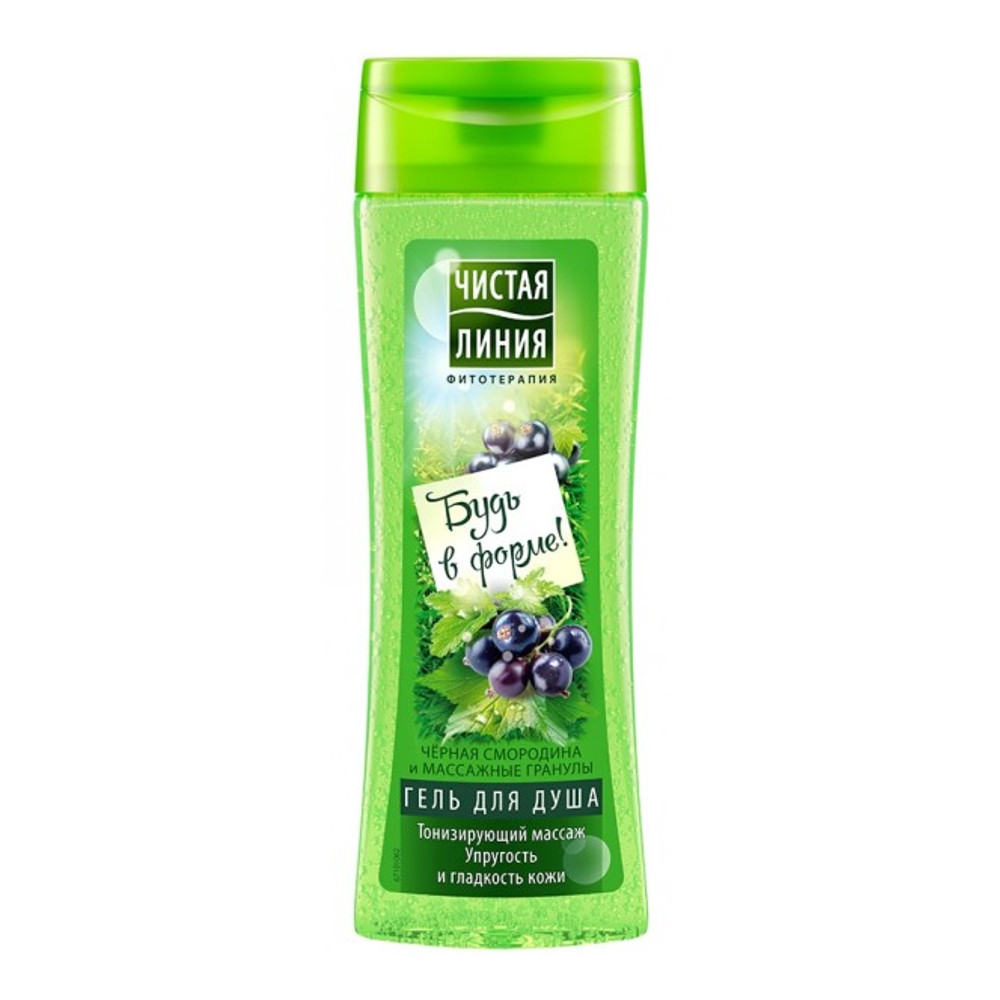 ЧИСТАЯ
ЛИНИЯ
ФИТОТЕРАПИЯ
Будь
в форме!
ЧЁРНАЯ СМОРОДИНА
и МАССАЖНЫЕ ГРАНУЛЫ
ГЕЛЬ ДЛЯ ДУША
Тонизирующий массаж
Упругость
и гладкость кожи